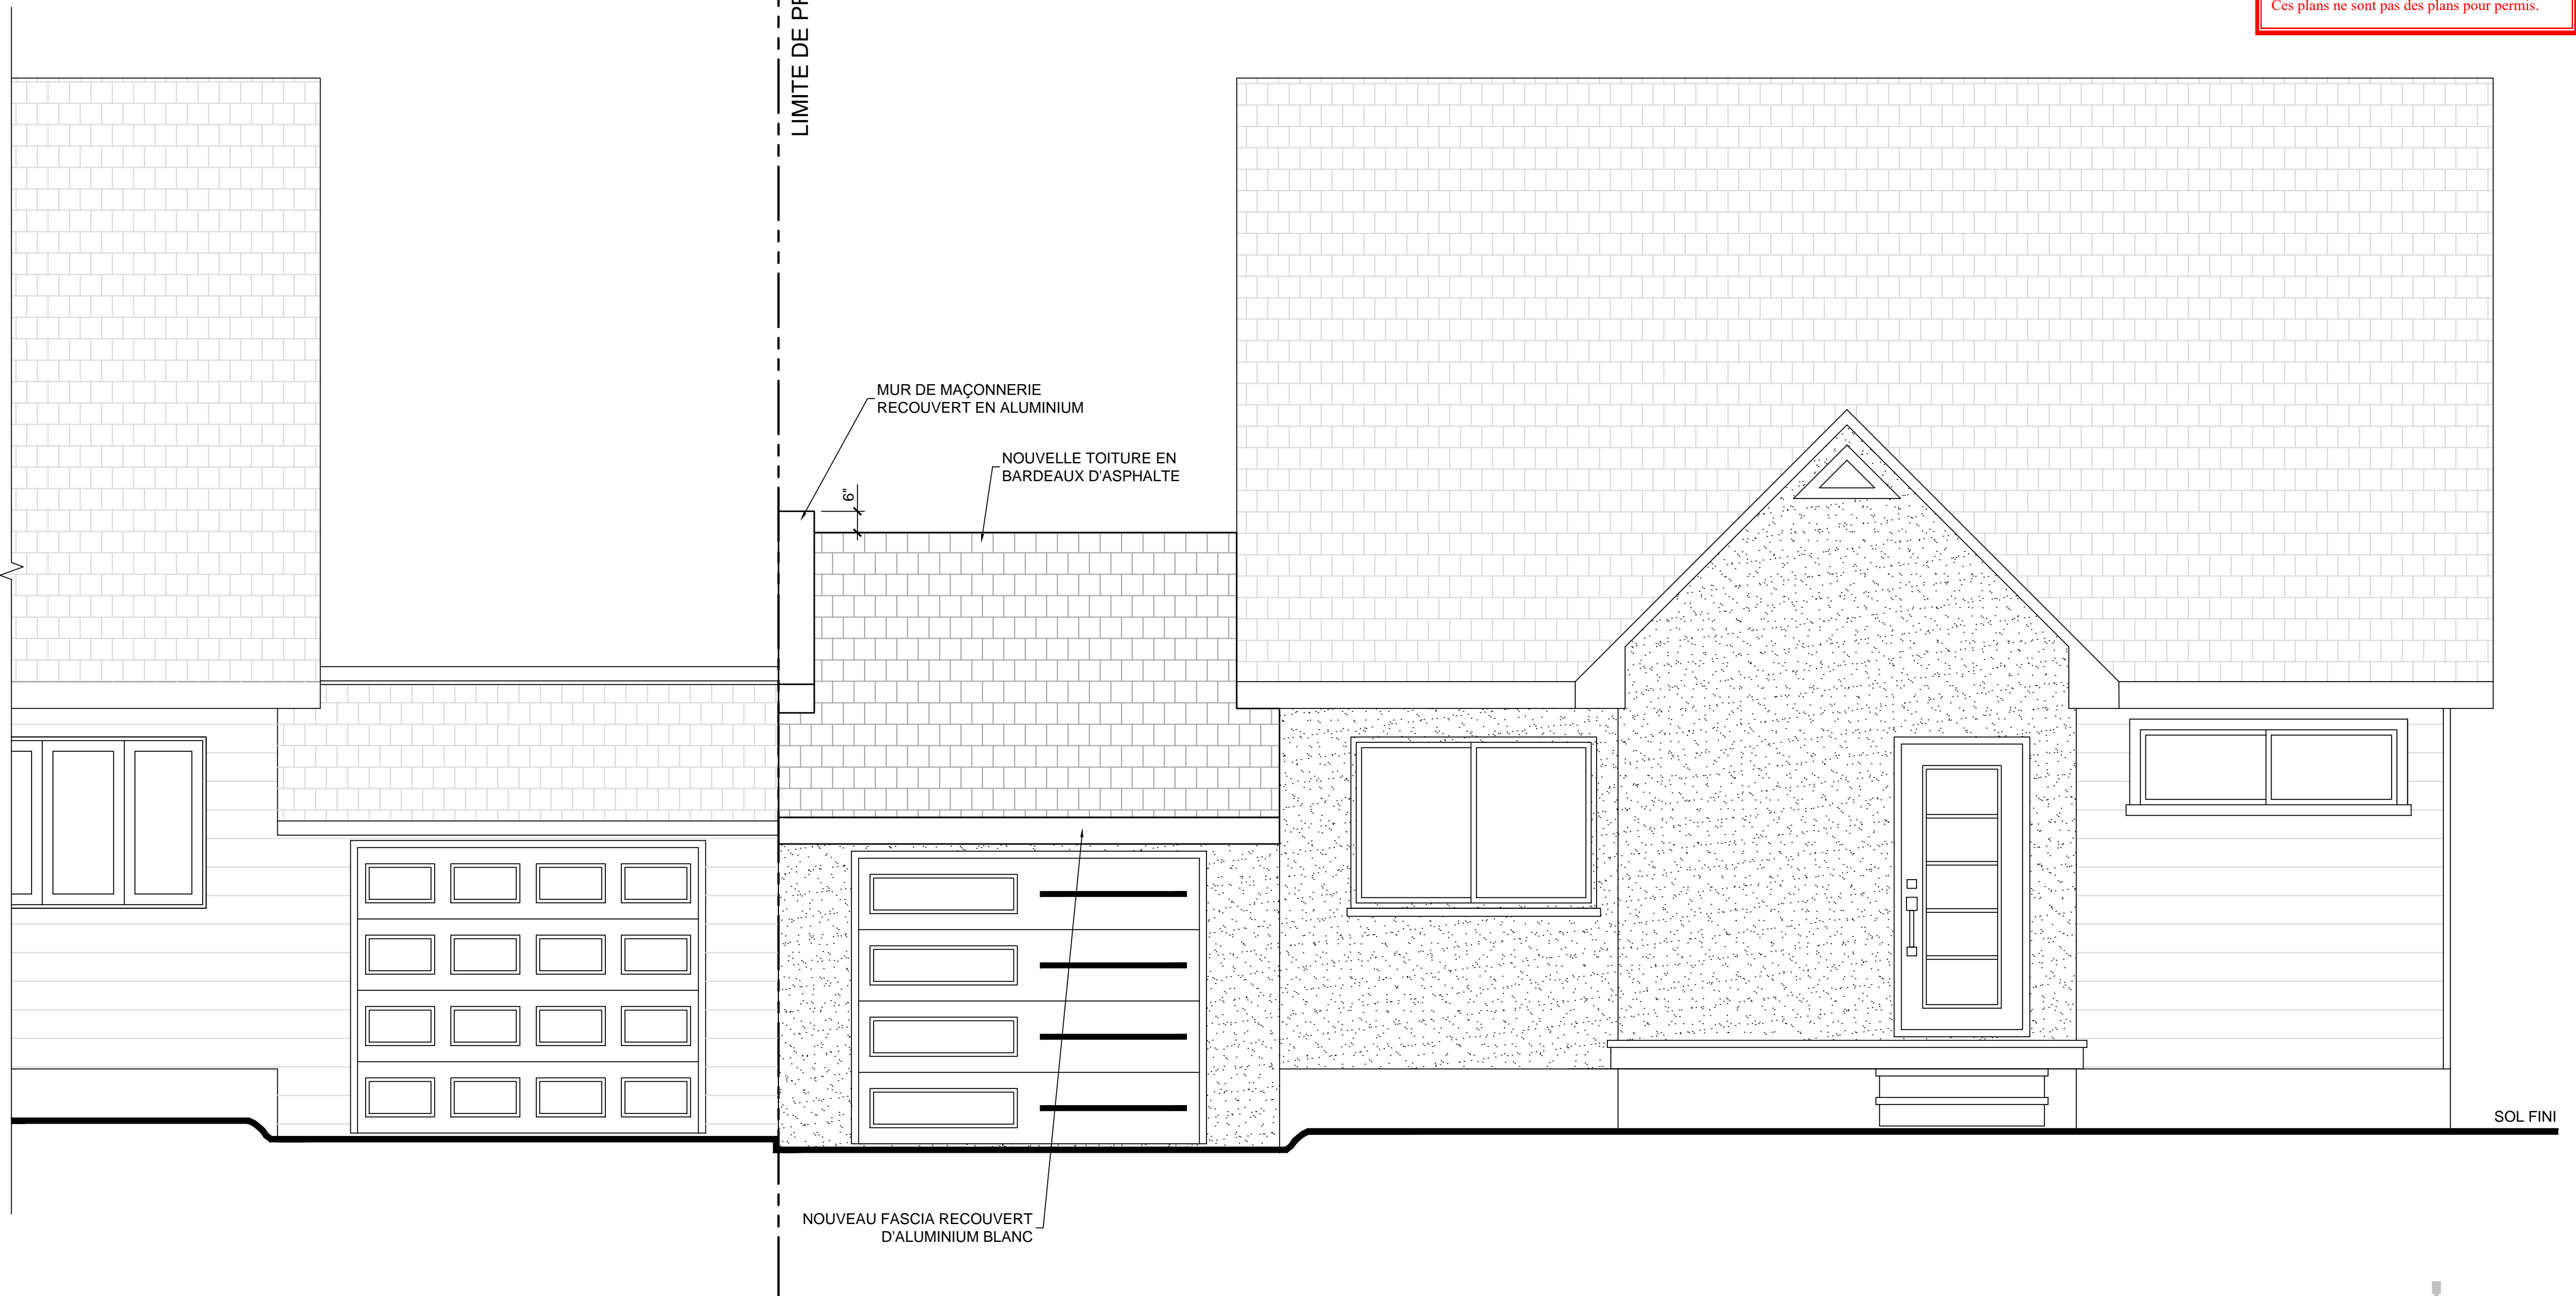 Ces plans ne sont pas des plans pour permis.
LIMITE DE
MUR DE MAÇONNERIE
RECOUVERT EN ALUMINIUM
NOUVELLE TOITURE EN
BARDEAUX D'ASPHALTE
6"
SOL FINI
NOUVEAU FASCIA RECOUVERT
D'ALUMINIUM BLANC